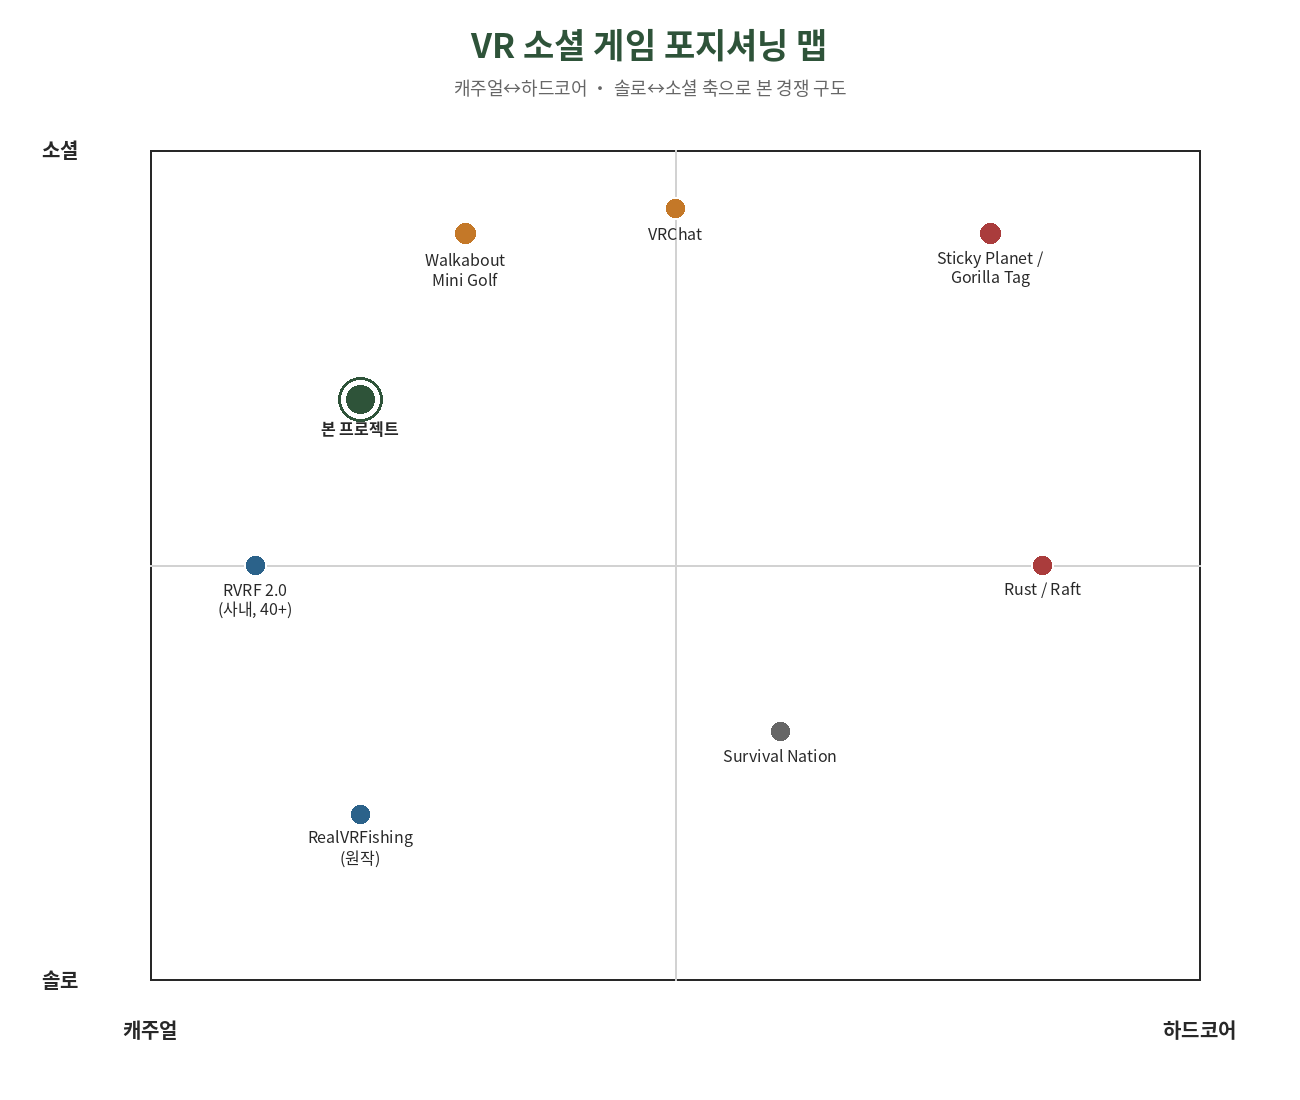 VR 소셜 게임 포지셔닝 맵
캐주얼↔하드코어 · 솔로↔소셜 축으로 본 경쟁 구도
소셜
VRChat
Walkabout
Mini Golf
Sticky Planet /
Gorilla Tag
본 프로젝트
RVRF 2.0
(사내, 40+)
Rust / Raft
Survival Nation
RealVRFishing
(원작)
솔로
캐주얼
하드코어